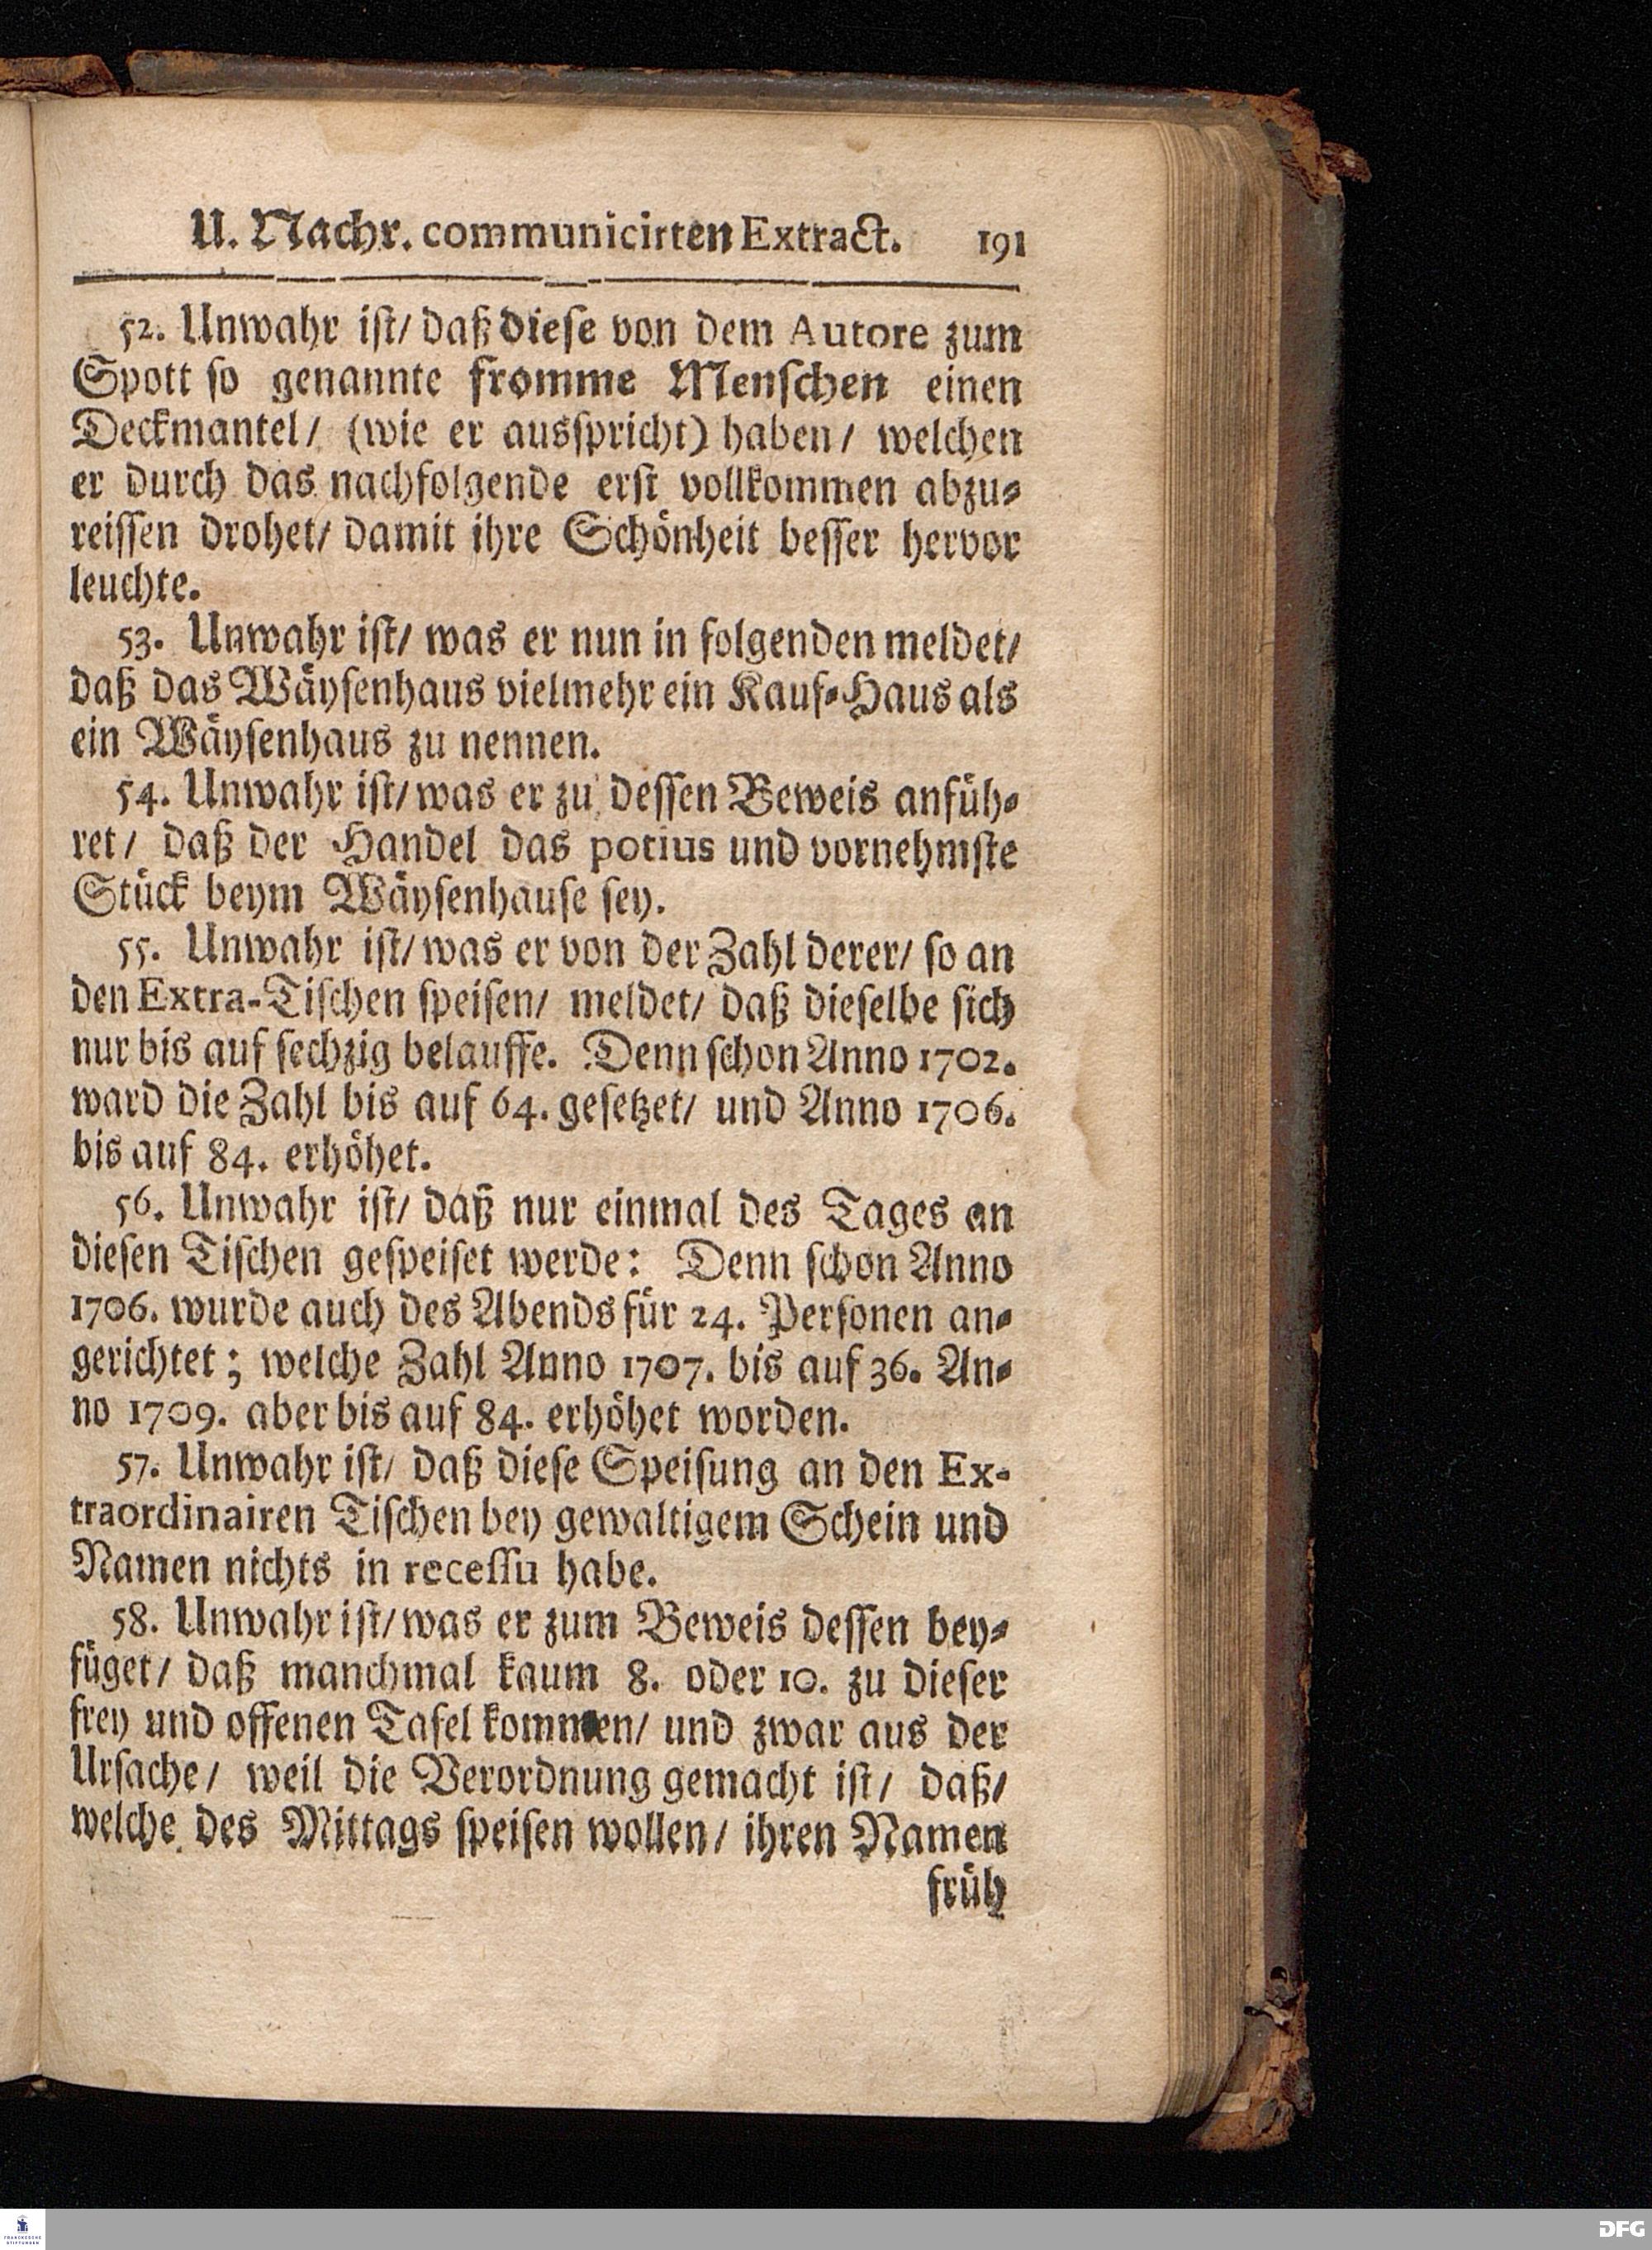 U. Nachr. communicirten Extract. 191
52. Unwahr ist/ daß diese von dem Autore zum
Spott so genannte fromme Menschen einen
Deckmantel/ (wie er ausspricht) haben/ welchen
er durch das nachfolgende erst vollkommen abzu-
reissen drohet/ damit ihre Schönheit besser hervor
leuchte.
53. Unwahr ist/ was er nun in folgenden meldet/
daß das Wäysenhaus vielmehr ein Kauf-Haus als
ein Wäysenhaus zu nennen.
54. Unwahr ist/ was er zu dessen Beweis anfüh-
ret/ daß der Handel das potius und vornehmste
Stück beym Wäysenhause sey.
55. Unwahr ist/ was er von der Zahl derer/ so an
den Extra-Tischen speisen/ meldet/ daß dieselbe sich
nur bis auf sechzig belauffe. Denn schon Anno 1702.
ward die Zahl bis auf 64. gesetzet/ und Anno 1706.
bis auf 84. erhöhet.
56. Unwahr ist/ daß nur einmal des Tages an
diesen Tischen gespeiset werde: Denn schon Anno
1706. wurde auch des Abends für 24. Personen an-
gerichtet; welche Zahl Anno 1707. bis auf 36. An-
no 1709. aber bis auf 84. erhöhet worden.
57. Unwahr ist/ daß diese Speisung an den Ex-
traordinairen Tischen bey gewaltigem Schein und
Namen nichts in recessu habe.
58. Unwahr ist/ was er zum Beweis dessen bey-
füget/ daß manchmal kaum 8. oder 10. zu dieser
frey und offenen Tafel kommen/ und zwar aus der
Ursache/ weil die Verordnung gemacht ist/ daß/
welche des Mittags speisen wollen/ ihren Namen
früh
FRANCKESCHE
STIFTUNGEN
DFG